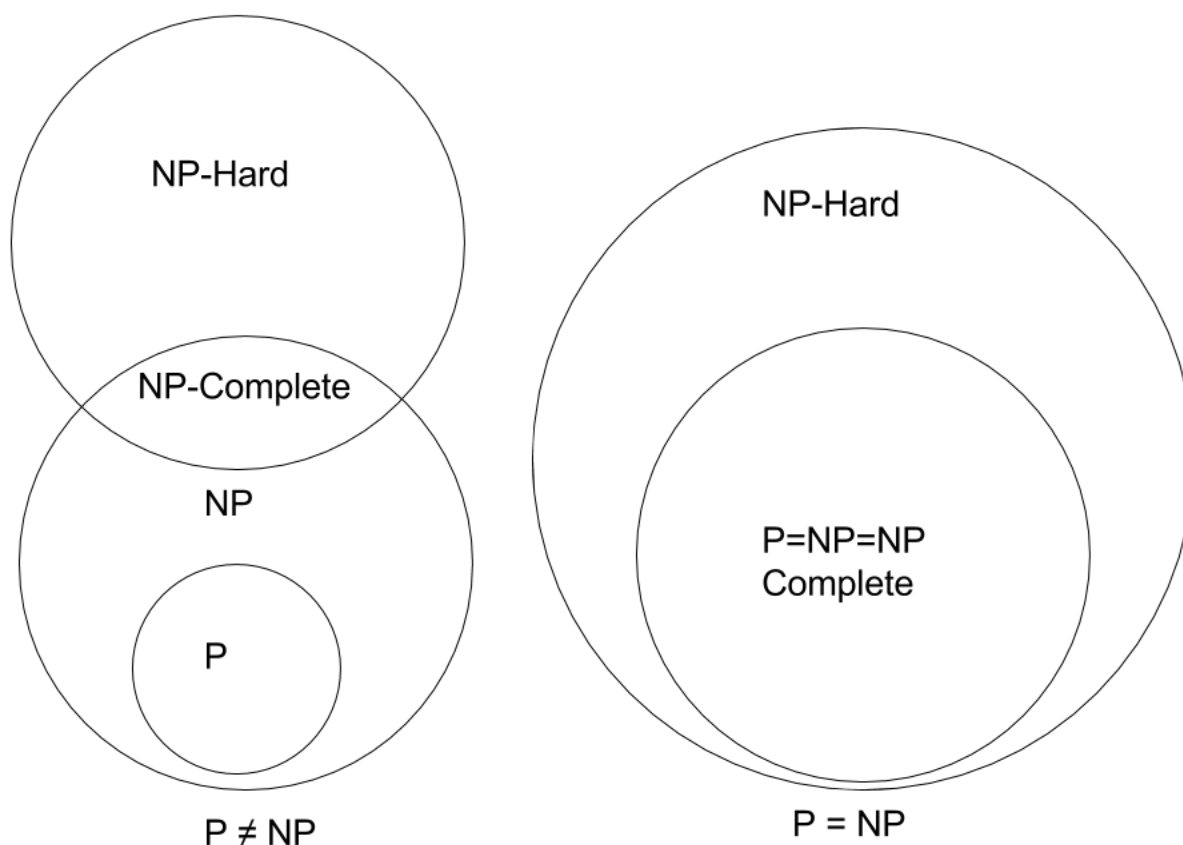 NP-Hard
NP-Complete
NP
P
P ≠ NP
NP-Hard
P=NP=NP
Complete
P = NP